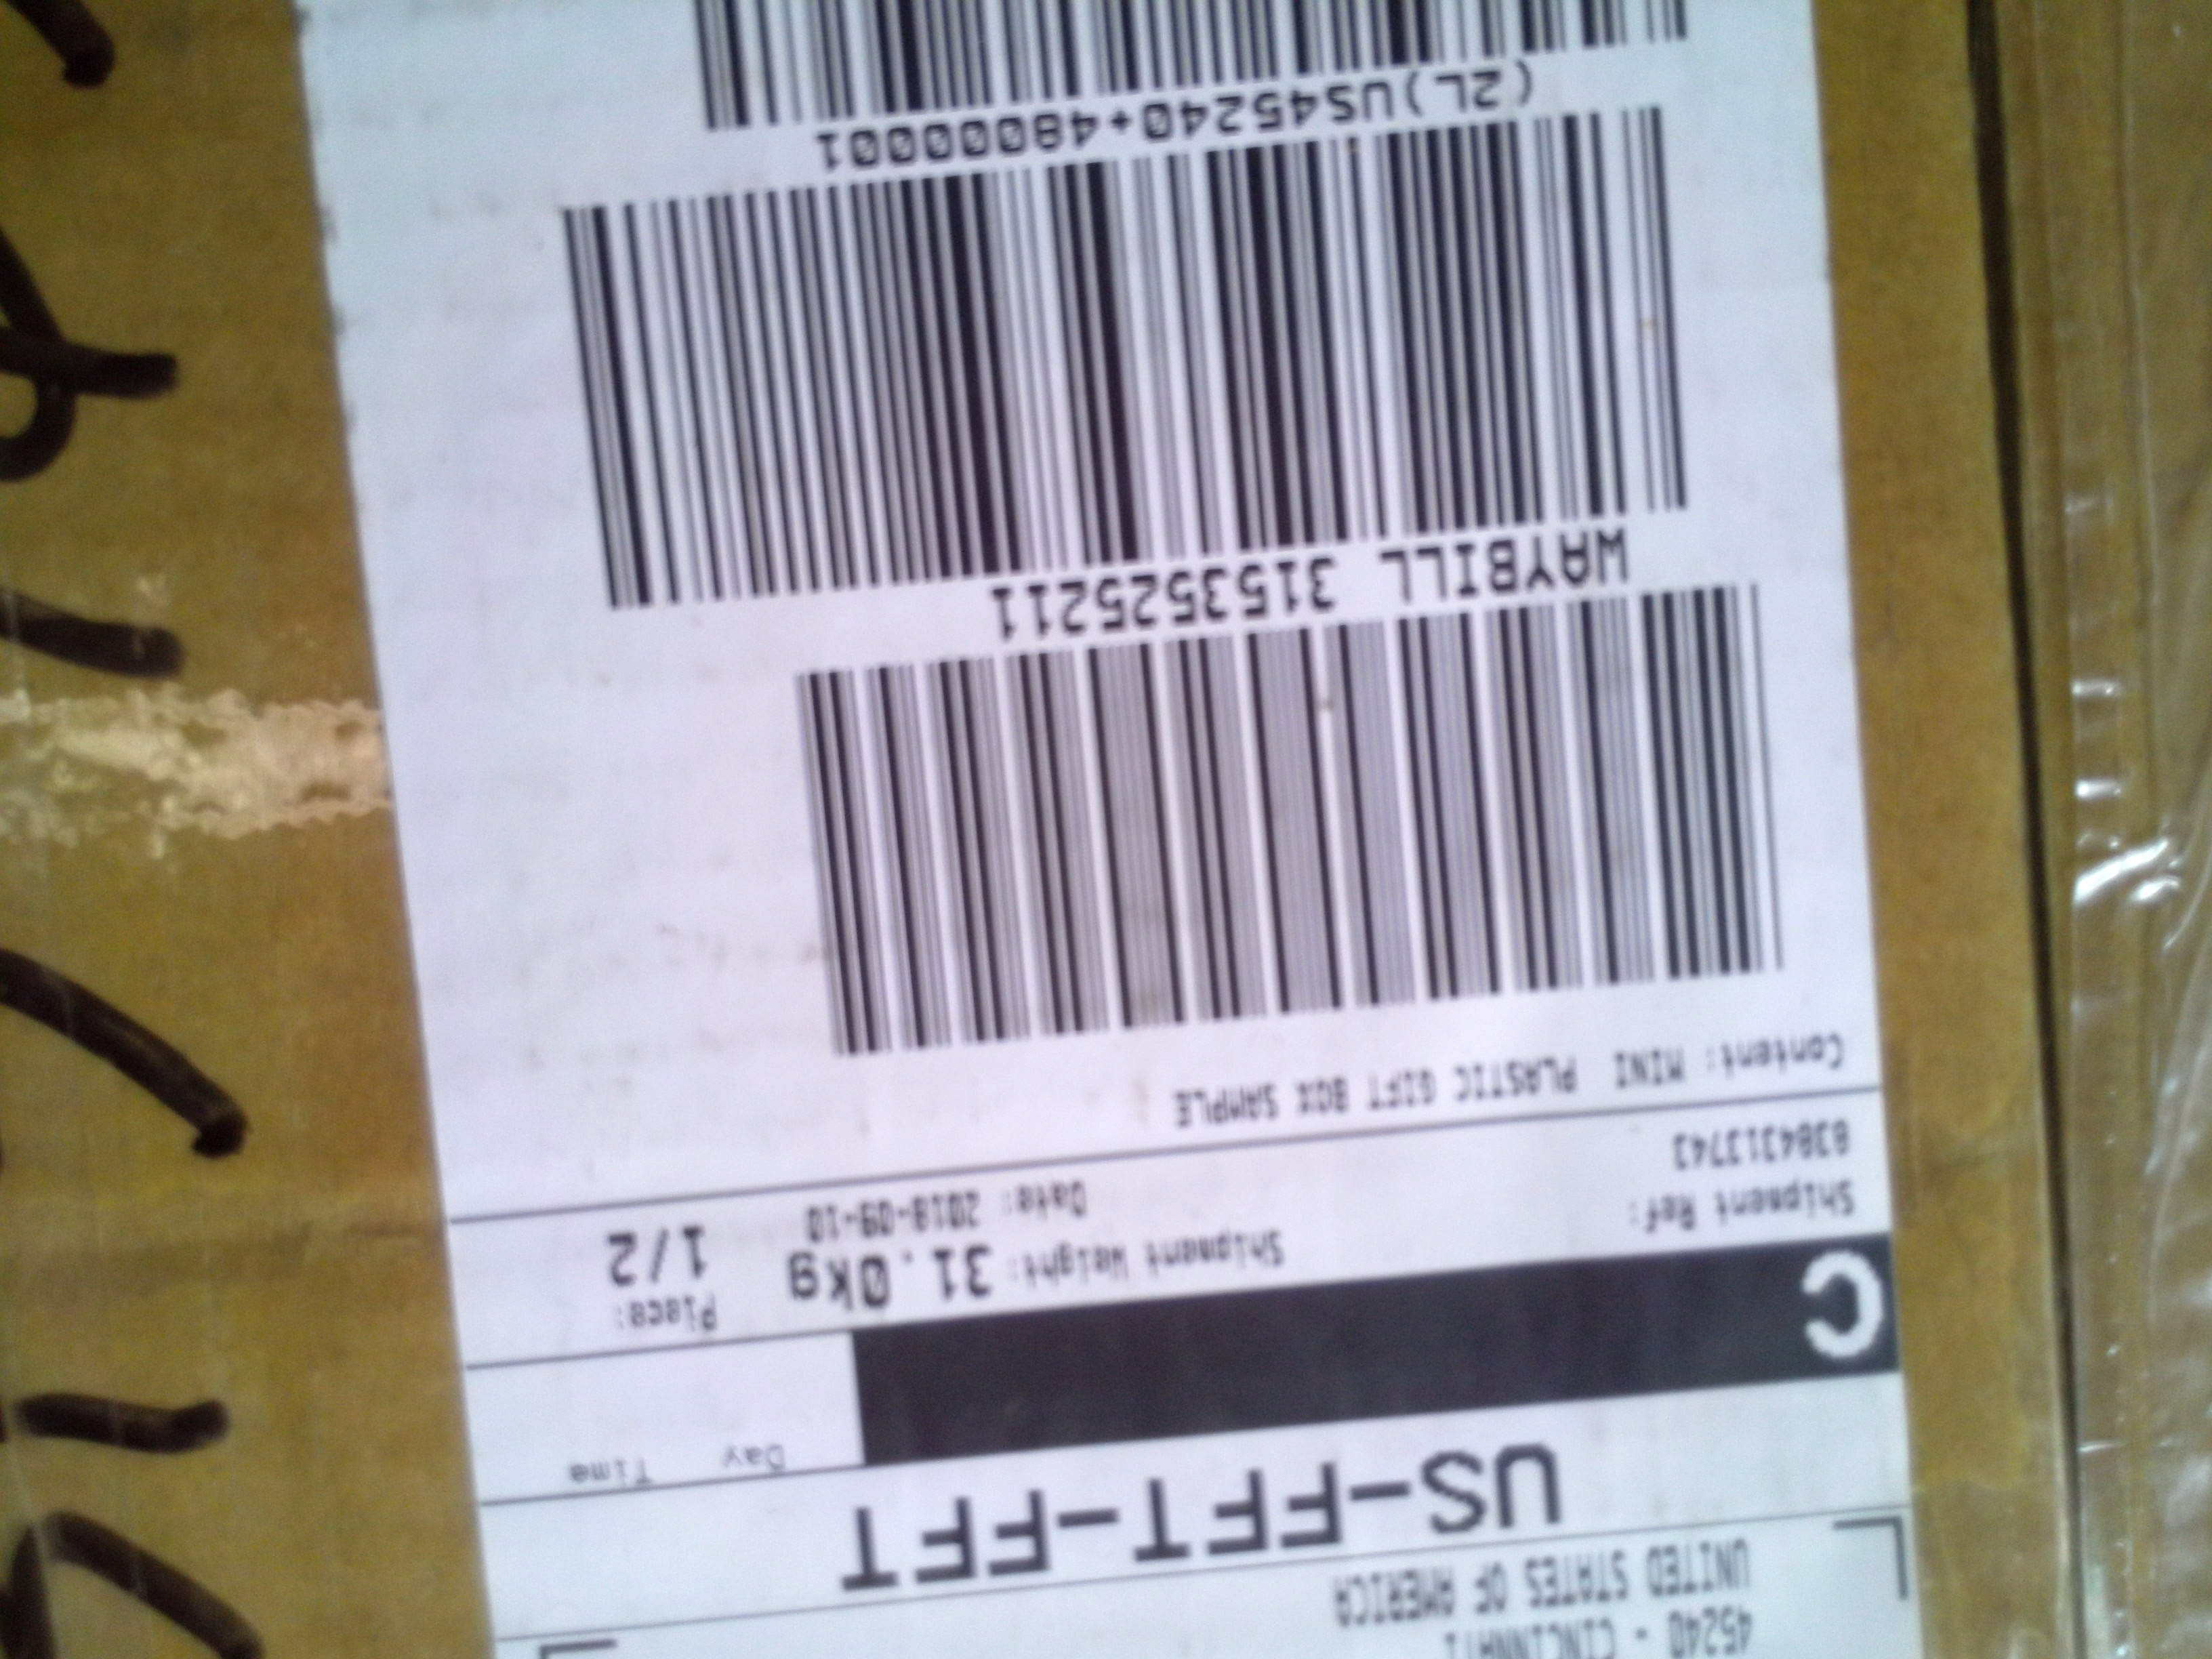 45240 - CINCINNATI
UNITED STATES OF AMERICA
US-FFT-FFT
Day Time
C
Shipment Ref:
8384313743
Shipment Weight: 31.0kg
Date: 2018-09-10
Piece:
1/2
Content: MINI PLASTIC GIFT BOX SAMPLE
WAYBILL 3153525211
(2L)US45240+48000001